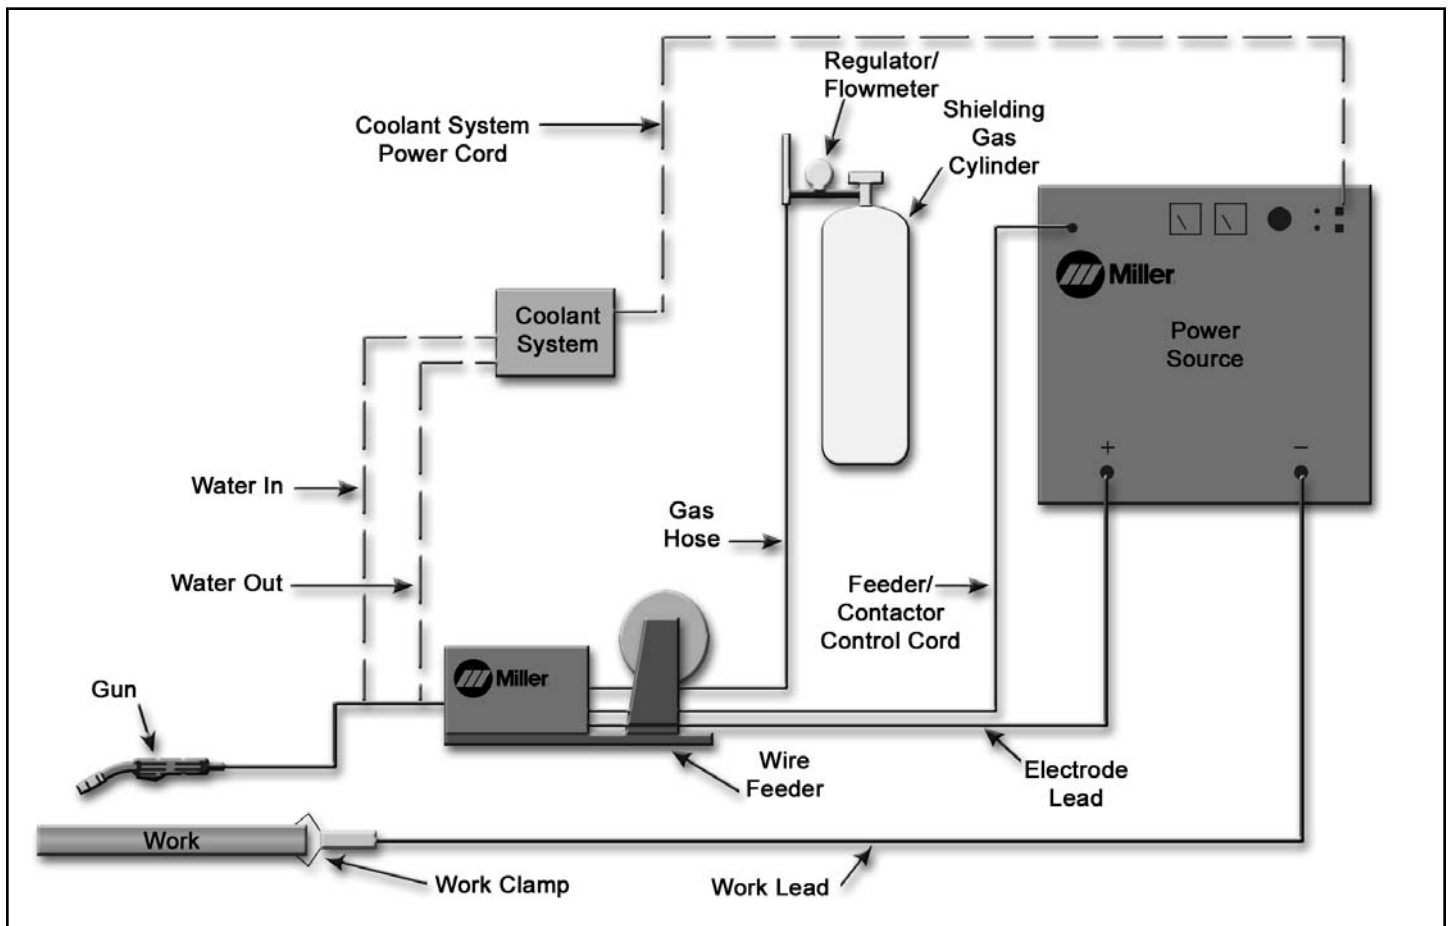 Regulator/
Flowmeter
Shielding
Gas
Cylinder
Coolant System
Power Cord
Miller
Power
Source
+
−
Coolant
System
Water In
Water Out
Gas
Hose
Feeder/
Contactor
Control Cord
Miller
Gun
Wire
Feeder
Electrode
Lead
Work
Work Clamp
Work Lead